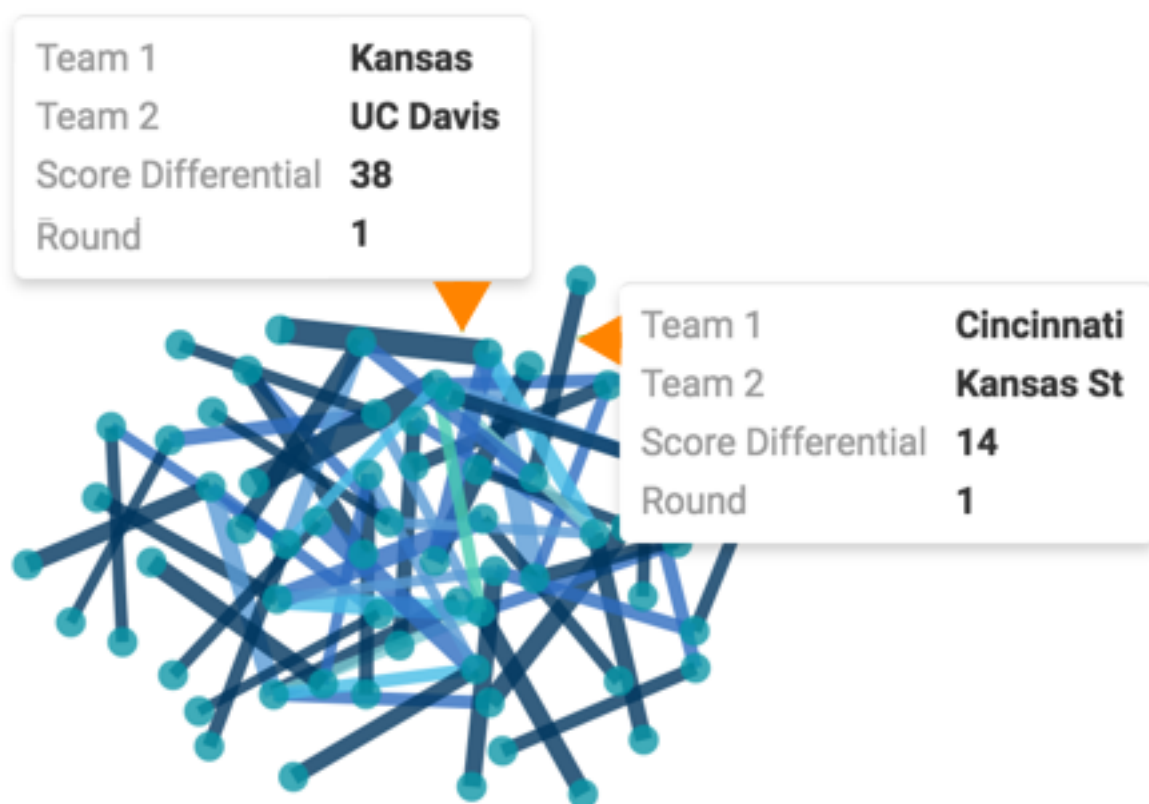 Team 1 Kansas
Team 2 UC Davis
Score Differential 38
Round 1
Team 1 Cincinnati
Team 2 Kansas St
Score Differential 14
Round 1